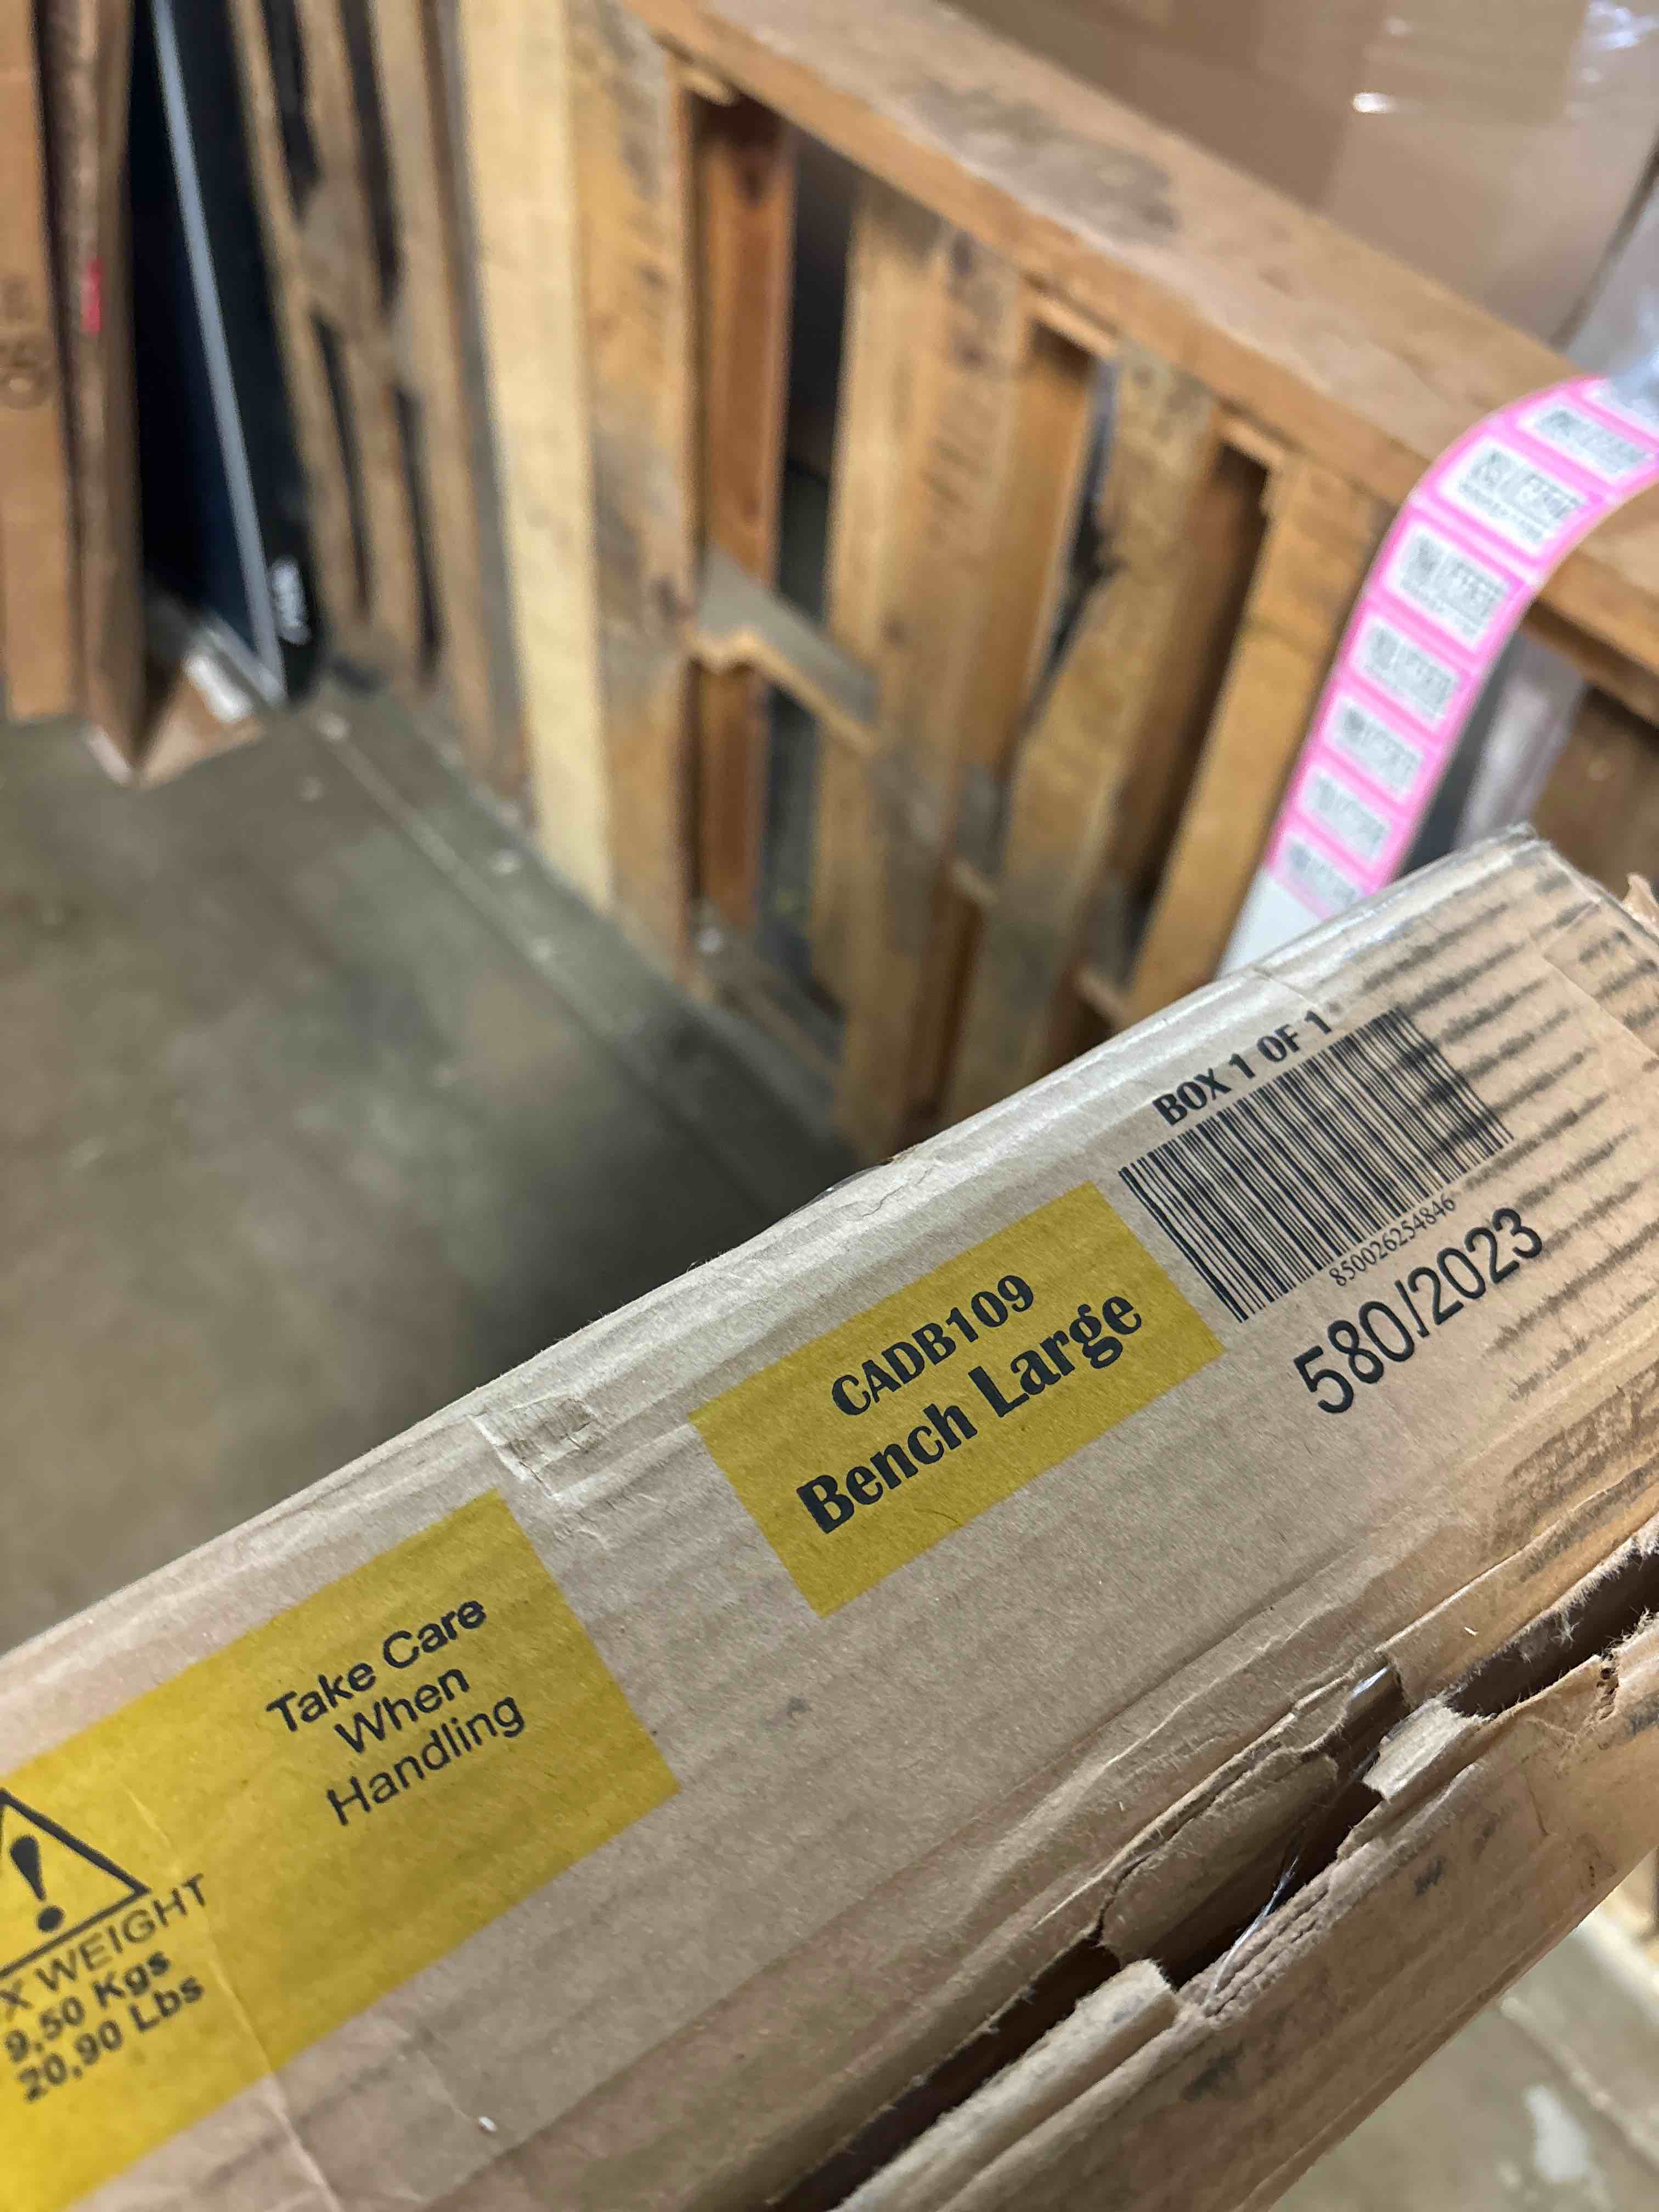 BOX 1 OF 1
850026254846
580/2023
CADB109
Bench Large
Take Care
When
Handling
X WEIGHT
9,50 Kgs
20,90 Lbs